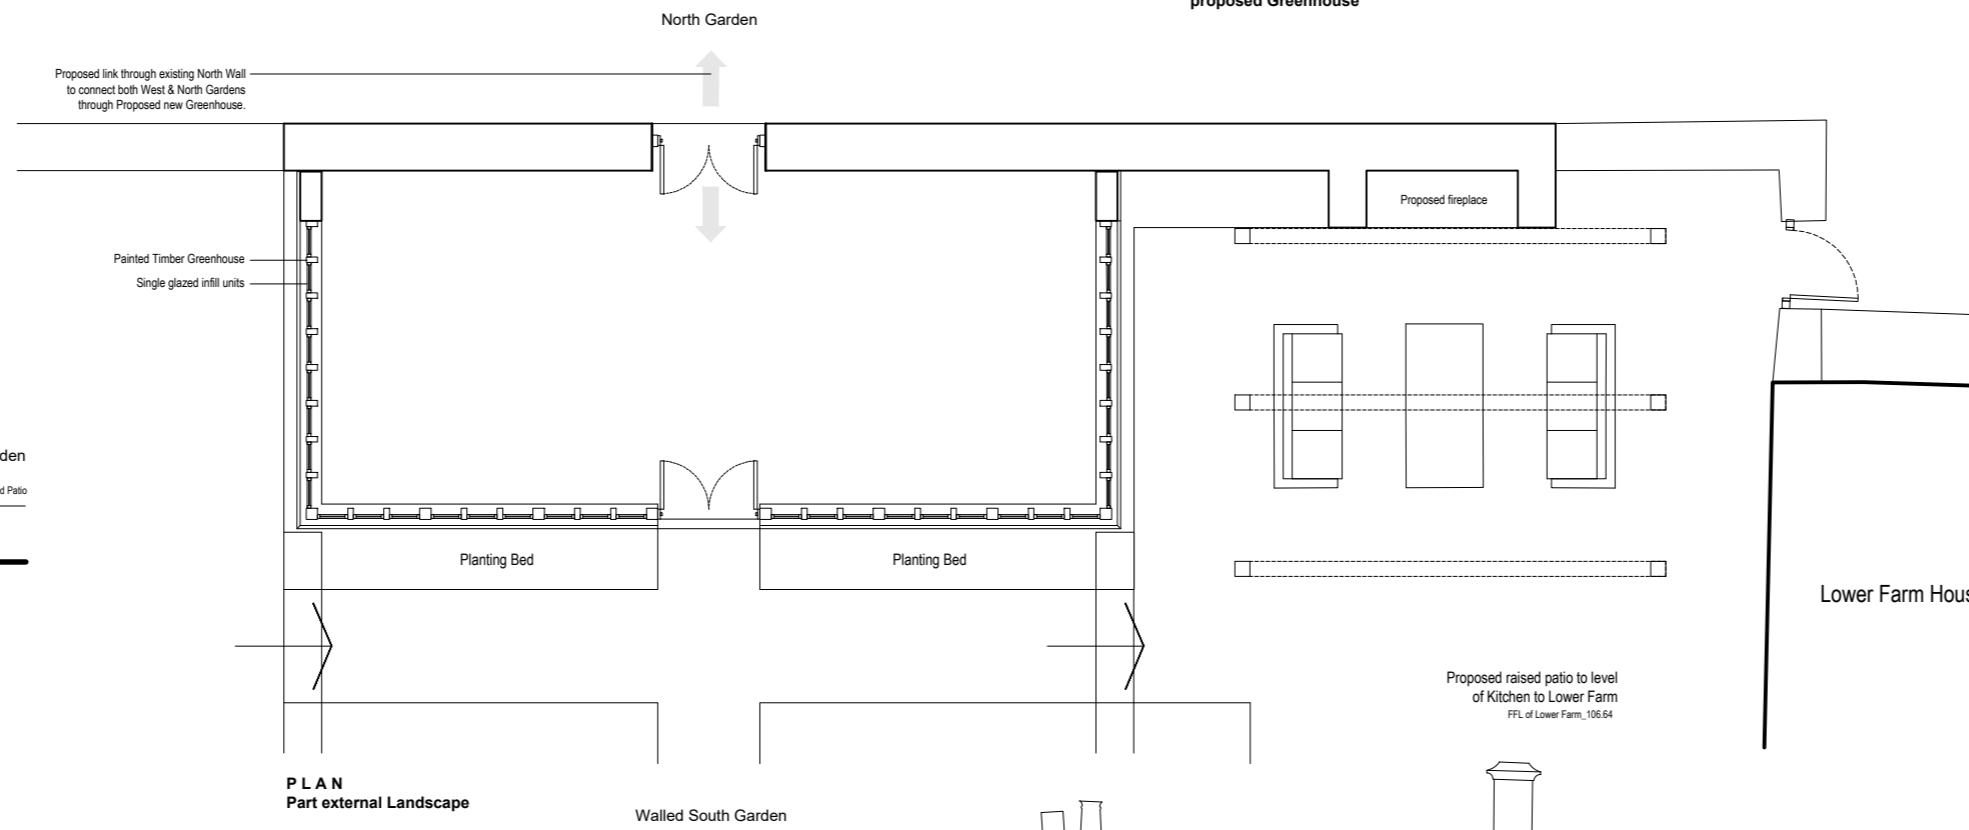 proposed Greenhouse
North Garden
Proposed link through existing North Wall
to connect both West & North Gardens
through Proposed new Greenhouse.
Proposed fireplace
Painted Timber Greenhouse
Single glazed infill units
den
d Patio
Planting Bed
Planting Bed
Lower Farm Hous
Proposed raised patio to level
of Kitchen to Lower Farm
FFL of Lower Farm_106.64
PLAN
Part external Landscape
Walled South Garden